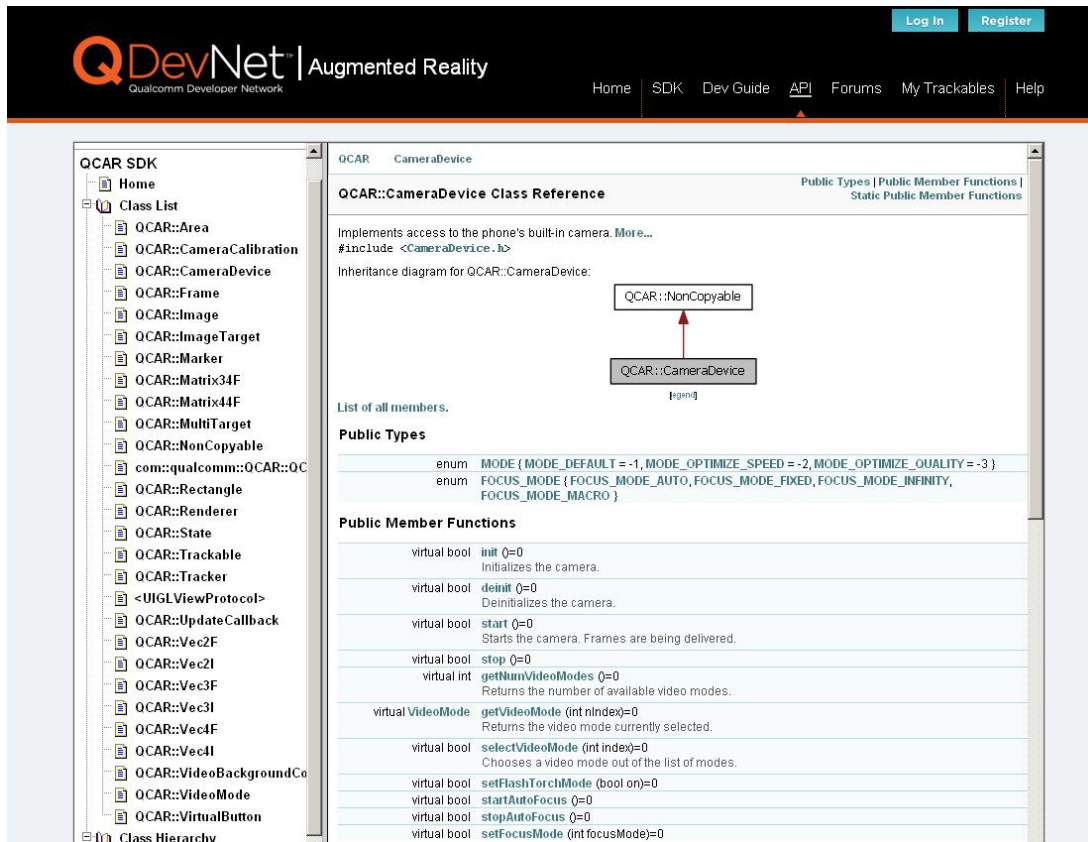 Log In Register
QDevNet™ | Augmented Reality
Qualcomm Developer Network
Home SDK Dev Guide API Forums My Trackables Help
QCAR SDK
Home
Class List
QCAR::Area
QCAR::CameraCalibration
QCAR::CameraDevice
QCAR::Frame
QCAR::Image
QCAR::ImageTarget
QCAR::Marker
QCAR::Matrix34F
QCAR::Matrix44F
QCAR::MultiTarget
QCAR::NonCopyable
com::qualcomm::QCAR::QC
QCAR::Rectangle
QCAR::Renderer
QCAR::State
QCAR::Trackable
QCAR::Tracker
<UIGLViewProtocol>
QCAR::UpdateCallback
QCAR::Vec2F
QCAR::Vec2I
QCAR::Vec3F
QCAR::Vec3I
QCAR::Vec4F
QCAR::Vec4I
QCAR::VideoBackgroundCo
QCAR::VideoMode
QCAR::VirtualButton
Class Hierarchy
QCAR CameraDevice
Public Types | Public Member Functions |
Static Public Member Functions
QCAR::CameraDevice Class Reference
Implements access to the phone's built-in camera. More...
#include <CameraDevice.h>
Inheritance diagram for QCAR::CameraDevice:
QCAR::NonCopyable
QCAR::CameraDevice
[legend]
List of all members.
Public Types
enum MODE { MODE_DEFAULT = -1, MODE_OPTIMIZE_SPEED = -2, MODE_OPTIMIZE_QUALITY = -3 }
enum FOCUS_MODE { FOCUS_MODE_AUTO, FOCUS_MODE_FIXED, FOCUS_MODE_INFINITY,
FOCUS_MODE_MACRO }
Public Member Functions
virtual bool init ()=0
Initializes the camera.
virtual bool deinit ()=0
Deinitializes the camera.
virtual bool start ()=0
Starts the camera. Frames are being delivered.
virtual bool stop ()=0
virtual int getNumVideoModes ()=0
Returns the number of available video modes.
virtual VideoMode getVideoMode (int nIndex)=0
Returns the video mode currently selected.
virtual bool selectVideoMode (int index)=0
Chooses a video mode out of the list of modes.
virtual bool setFlashTorchMode (bool on)=0
virtual bool startAutoFocus ()=0
virtual bool stopAutoFocus ()=0
virtual bool setFocusMode (int focusMode)=0